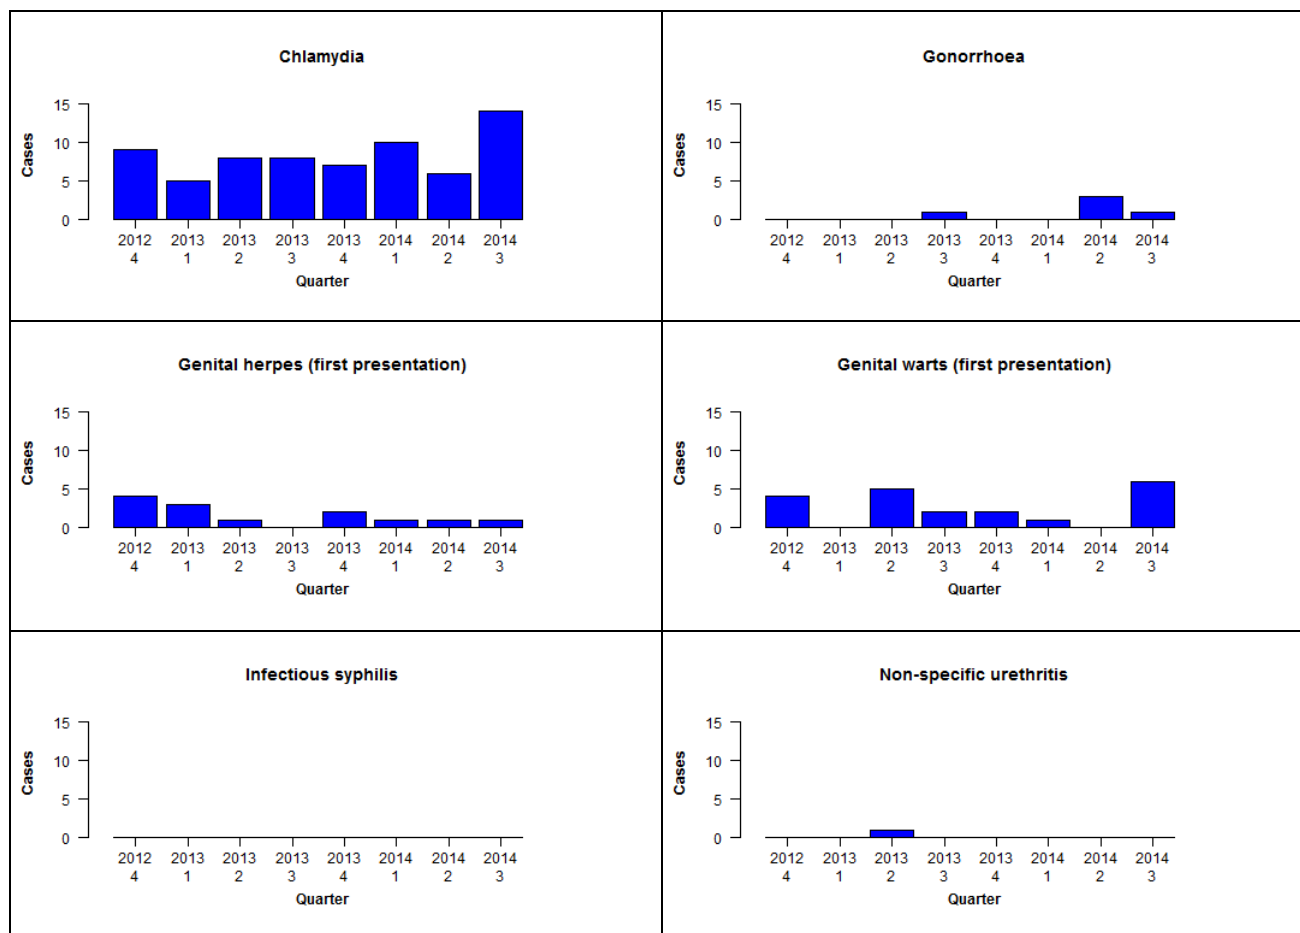 Chlamydia
15
10
5
0
Cases
2012 2013 2013 2013 2013 2014 2014 2014
4 1 2 3 4 1 2 3
Quarter
Gonorrhoea
15
10
5
0
Cases
2012 2013 2013 2013 2013 2014 2014 2014
4 1 2 3 4 1 2 3
Quarter
Genital herpes (first presentation)
15
10
5
0
Cases
2012 2013 2013 2013 2013 2014 2014 2014
4 1 2 3 4 1 2 3
Quarter
Genital warts (first presentation)
15
10
5
0
Cases
2012 2013 2013 2013 2013 2014 2014 2014
4 1 2 3 4 1 2 3
Quarter
Infectious syphilis
15
10
5
0
Cases
2012 2013 2013 2013 2013 2014 2014 2014
4 1 2 3 4 1 2 3
Quarter
Non-specific urethritis
15
10
5
0
Cases
2012 2013 2013 2013 2013 2014 2014 2014
4 1 2 3 4 1 2 3
Quarter